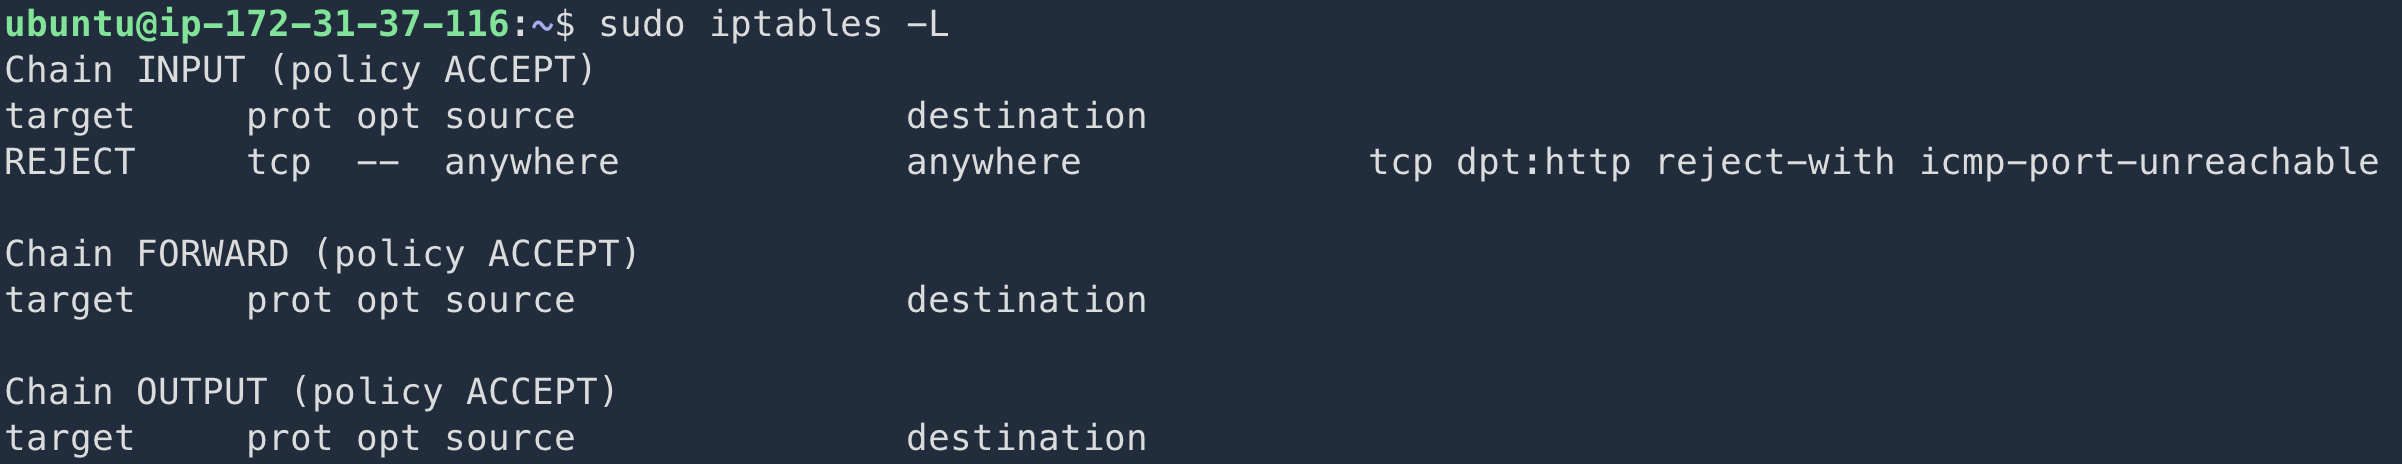 ubuntu@ip-172-31-37-116:~$ sudo iptables -L
Chain INPUT (policy ACCEPT)
target     prot opt source               destination
REJECT     tcp  --  anywhere             anywhere             tcp dpt:http reject-with icmp-port-unreachable

Chain FORWARD (policy ACCEPT)
target     prot opt source               destination

Chain OUTPUT (policy ACCEPT)
target     prot opt source               destination